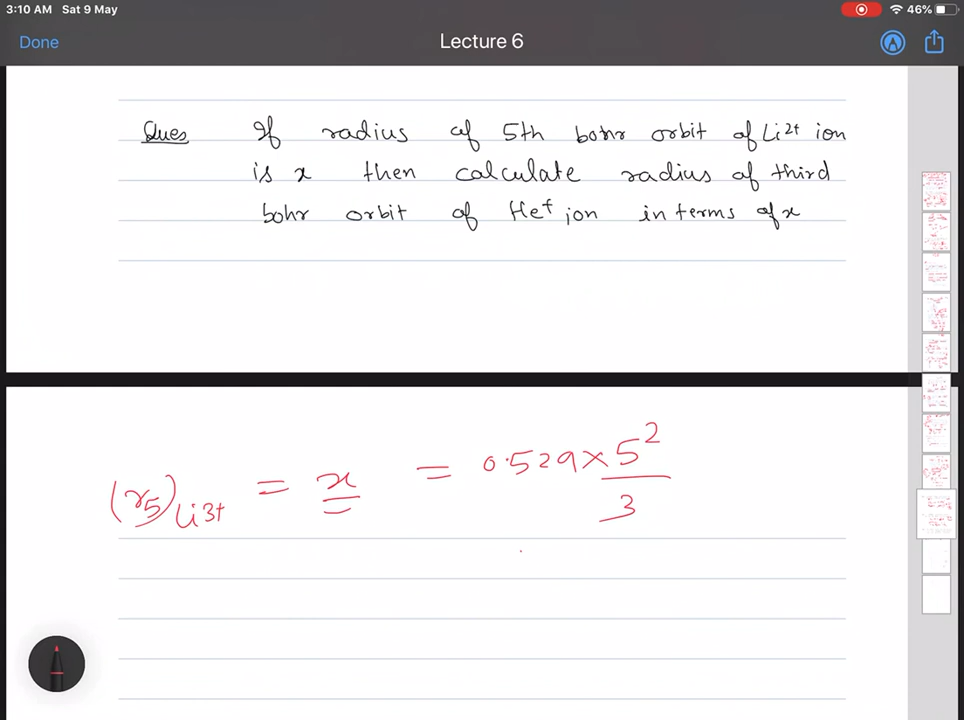 3:10 AM Sat 9 May 46%
Done Lecture 6
Ques If radius of 5th bohr orbit of Li2+ ion
is x then calculate radius of third
bohr orbit of He+ ion in terms of x
(r5)Li3+ = x = 0.529 × 5²/3